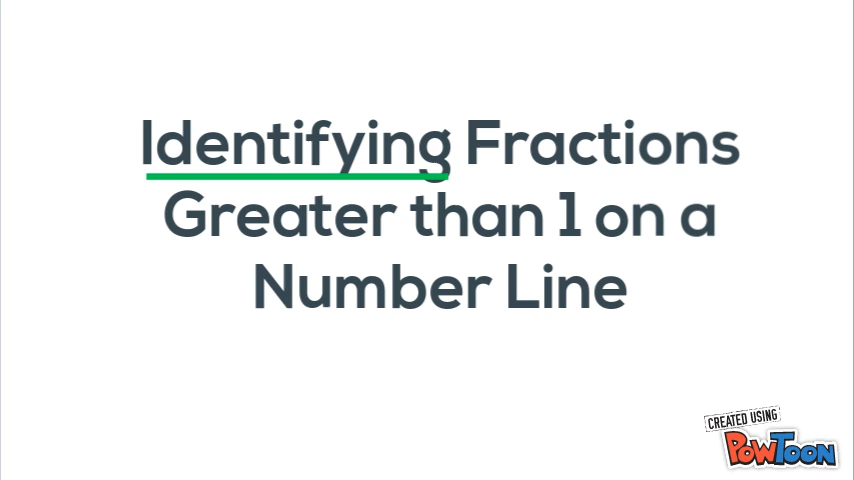 Identifying Fractions
Greater than 1 on a
Number Line
CREATED USING
POWTOON